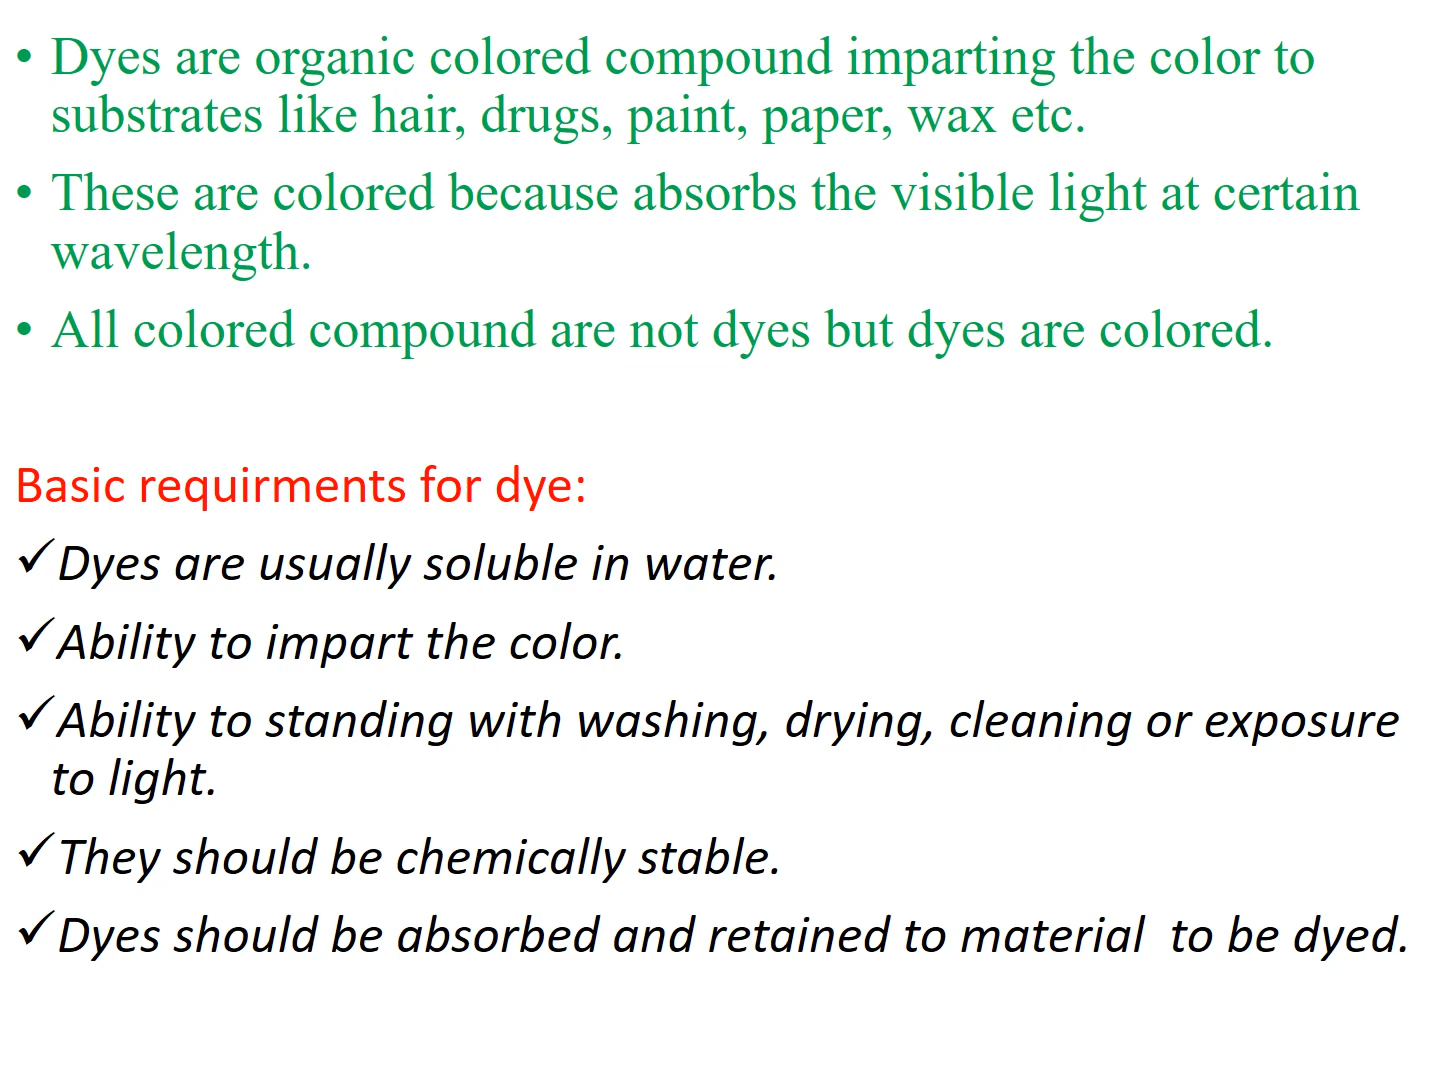 • Dyes are organic colored compound imparting the color to
substrates like hair, drugs, paint, paper, wax etc.
• These are colored because absorbs the visible light at certain
wavelength.
• All colored compound are not dyes but dyes are colored.
Basic requirments for dye:
✓Dyes are usually soluble in water.
✓Ability to impart the color.
✓Ability to standing with washing, drying, cleaning or exposure
to light.
✓They should be chemically stable.
✓Dyes should be absorbed and retained to material  to be dyed.